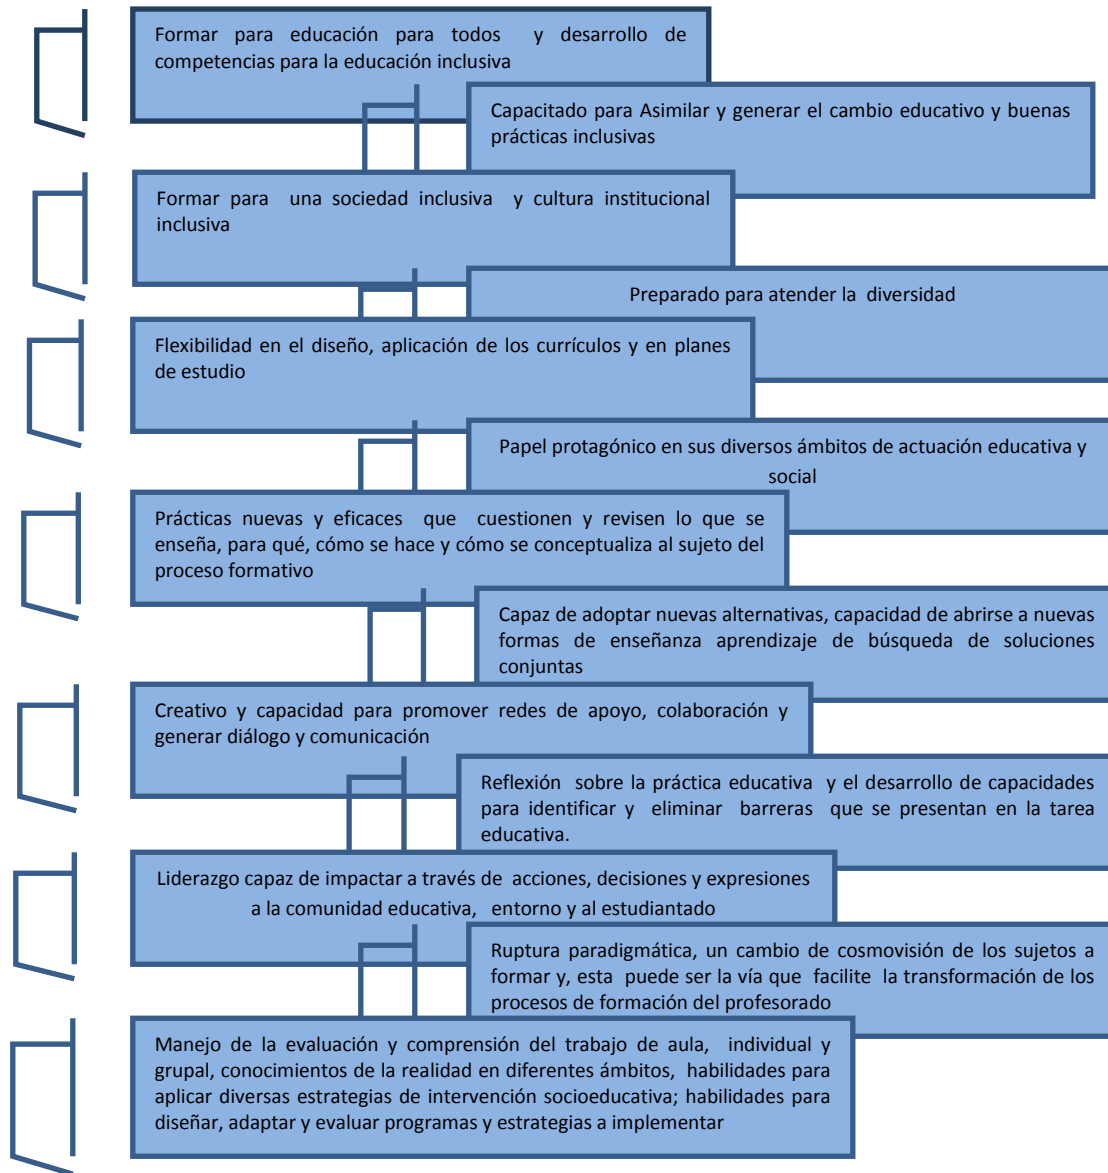 Formar para educación para todos y desarrollo de
competencias para la educación inclusiva
Capacitado para Asimilar y generar el cambio educativo y buenas
prácticas inclusivas
Formar para una sociedad inclusiva y cultura institucional
inclusiva
Preparado para atender la diversidad
Flexibilidad en el diseño, aplicación de los currículos y en planes
de estudio
Papel protagónico en sus diversos ámbitos de actuación educativa y
social
Prácticas nuevas y eficaces que cuestionen y revisen lo que se
enseña, para qué, cómo se hace y cómo se conceptualiza al sujeto del
proceso formativo
Capaz de adoptar nuevas alternativas, capacidad de abrirse a nuevas
formas de enseñanza aprendizaje de búsqueda de soluciones
conjuntas
Creativo y capacidad para promover redes de apoyo, colaboración y
generar diálogo y comunicación
Reflexión sobre la práctica educativa y el desarrollo de capacidades
para identificar y eliminar barreras que se presentan en la tarea
educativa.
Liderazgo capaz de impactar a través de acciones, decisiones y expresiones
a la comunidad educativa, entorno y al estudiantado
Ruptura paradigmática, un cambio de cosmovisión de los sujetos a
formar y, esta puede ser la vía que facilite la transformación de los
procesos de formación del profesorado
Manejo de la evaluación y comprensión del trabajo de aula, individual y
grupal, conocimientos de la realidad en diferentes ámbitos, habilidades para
aplicar diversas estrategias de intervención socioeducativa; habilidades para
diseñar, adaptar y evaluar programas y estrategias a implementar